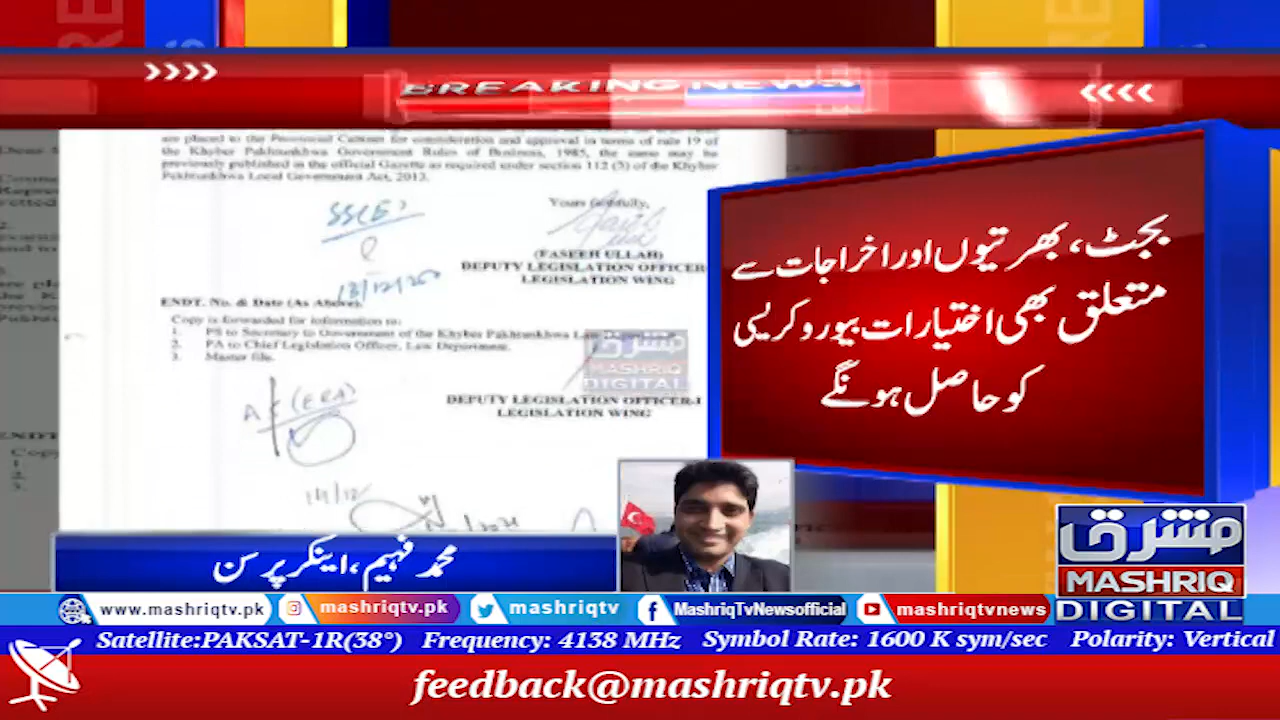 BREAKING NEWS
are placed to the Provincial Cabinet for consideration and approval in terms of rule 19 of
the Khyber Pakhtunkhwa Government Rules of Business, 1985, the same may be
previously published in the official Gazette as required under section 112 (3) of the Khyber
Pakhtunkhwa Local Government Act, 2013.
Yours faithfully,
(FASEEH ULLAH)
DEPUTY LEGISLATION OFFICER-
LEGISLATION WING
ENDT. No. & Date (As Above).
Copy is forwarded for information to:
1. PS to Secretary to Government of the Khyber Pakhtunkhwa Law
2. PA to Chief Legislation Officer, Law Department.
3. Master file.
DEPUTY LEGISLATION OFFICER-I
LEGISLATION WING
مشرق
MASHRIQ
DIGITAL
بجٹ، بھرتیوں اور اخراجات سے
متعلق بھی اختیارات بیوروکریسی
کو حاصل ہونگے
محمد فہیم، اینکر پرسن
مشرق
MASHRIQ
DIGITAL
www.mashriqtv.pk mashriqtv.pk mashriqtv MashriqTvNewsofficial mashriqtvnews
Satellite:PAKSAT-1R(38°) Frequency: 4138 MHz Symbol Rate: 1600 K sym/sec Polarity: Vertical
feedback@mashriqtv.pk